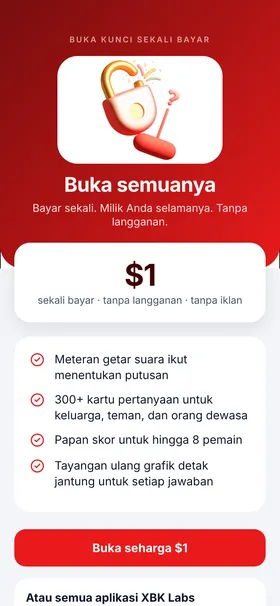 BUKA KUNCI SEKALI BAYAR
Buka semuanya
Bayar sekali. Milik Anda selamanya. Tanpa
langganan.
$1
sekali bayar · tanpa langganan · tanpa iklan
Meteran getar suara ikut
menentukan putusan
300+ kartu pertanyaan untuk
keluarga, teman, dan orang dewasa
Papan skor untuk hingga 8 pemain
Tayangan ulang grafik detak
jantung untuk setiap jawaban
Buka seharga $1
Atau semua aplikasi XBK Labs